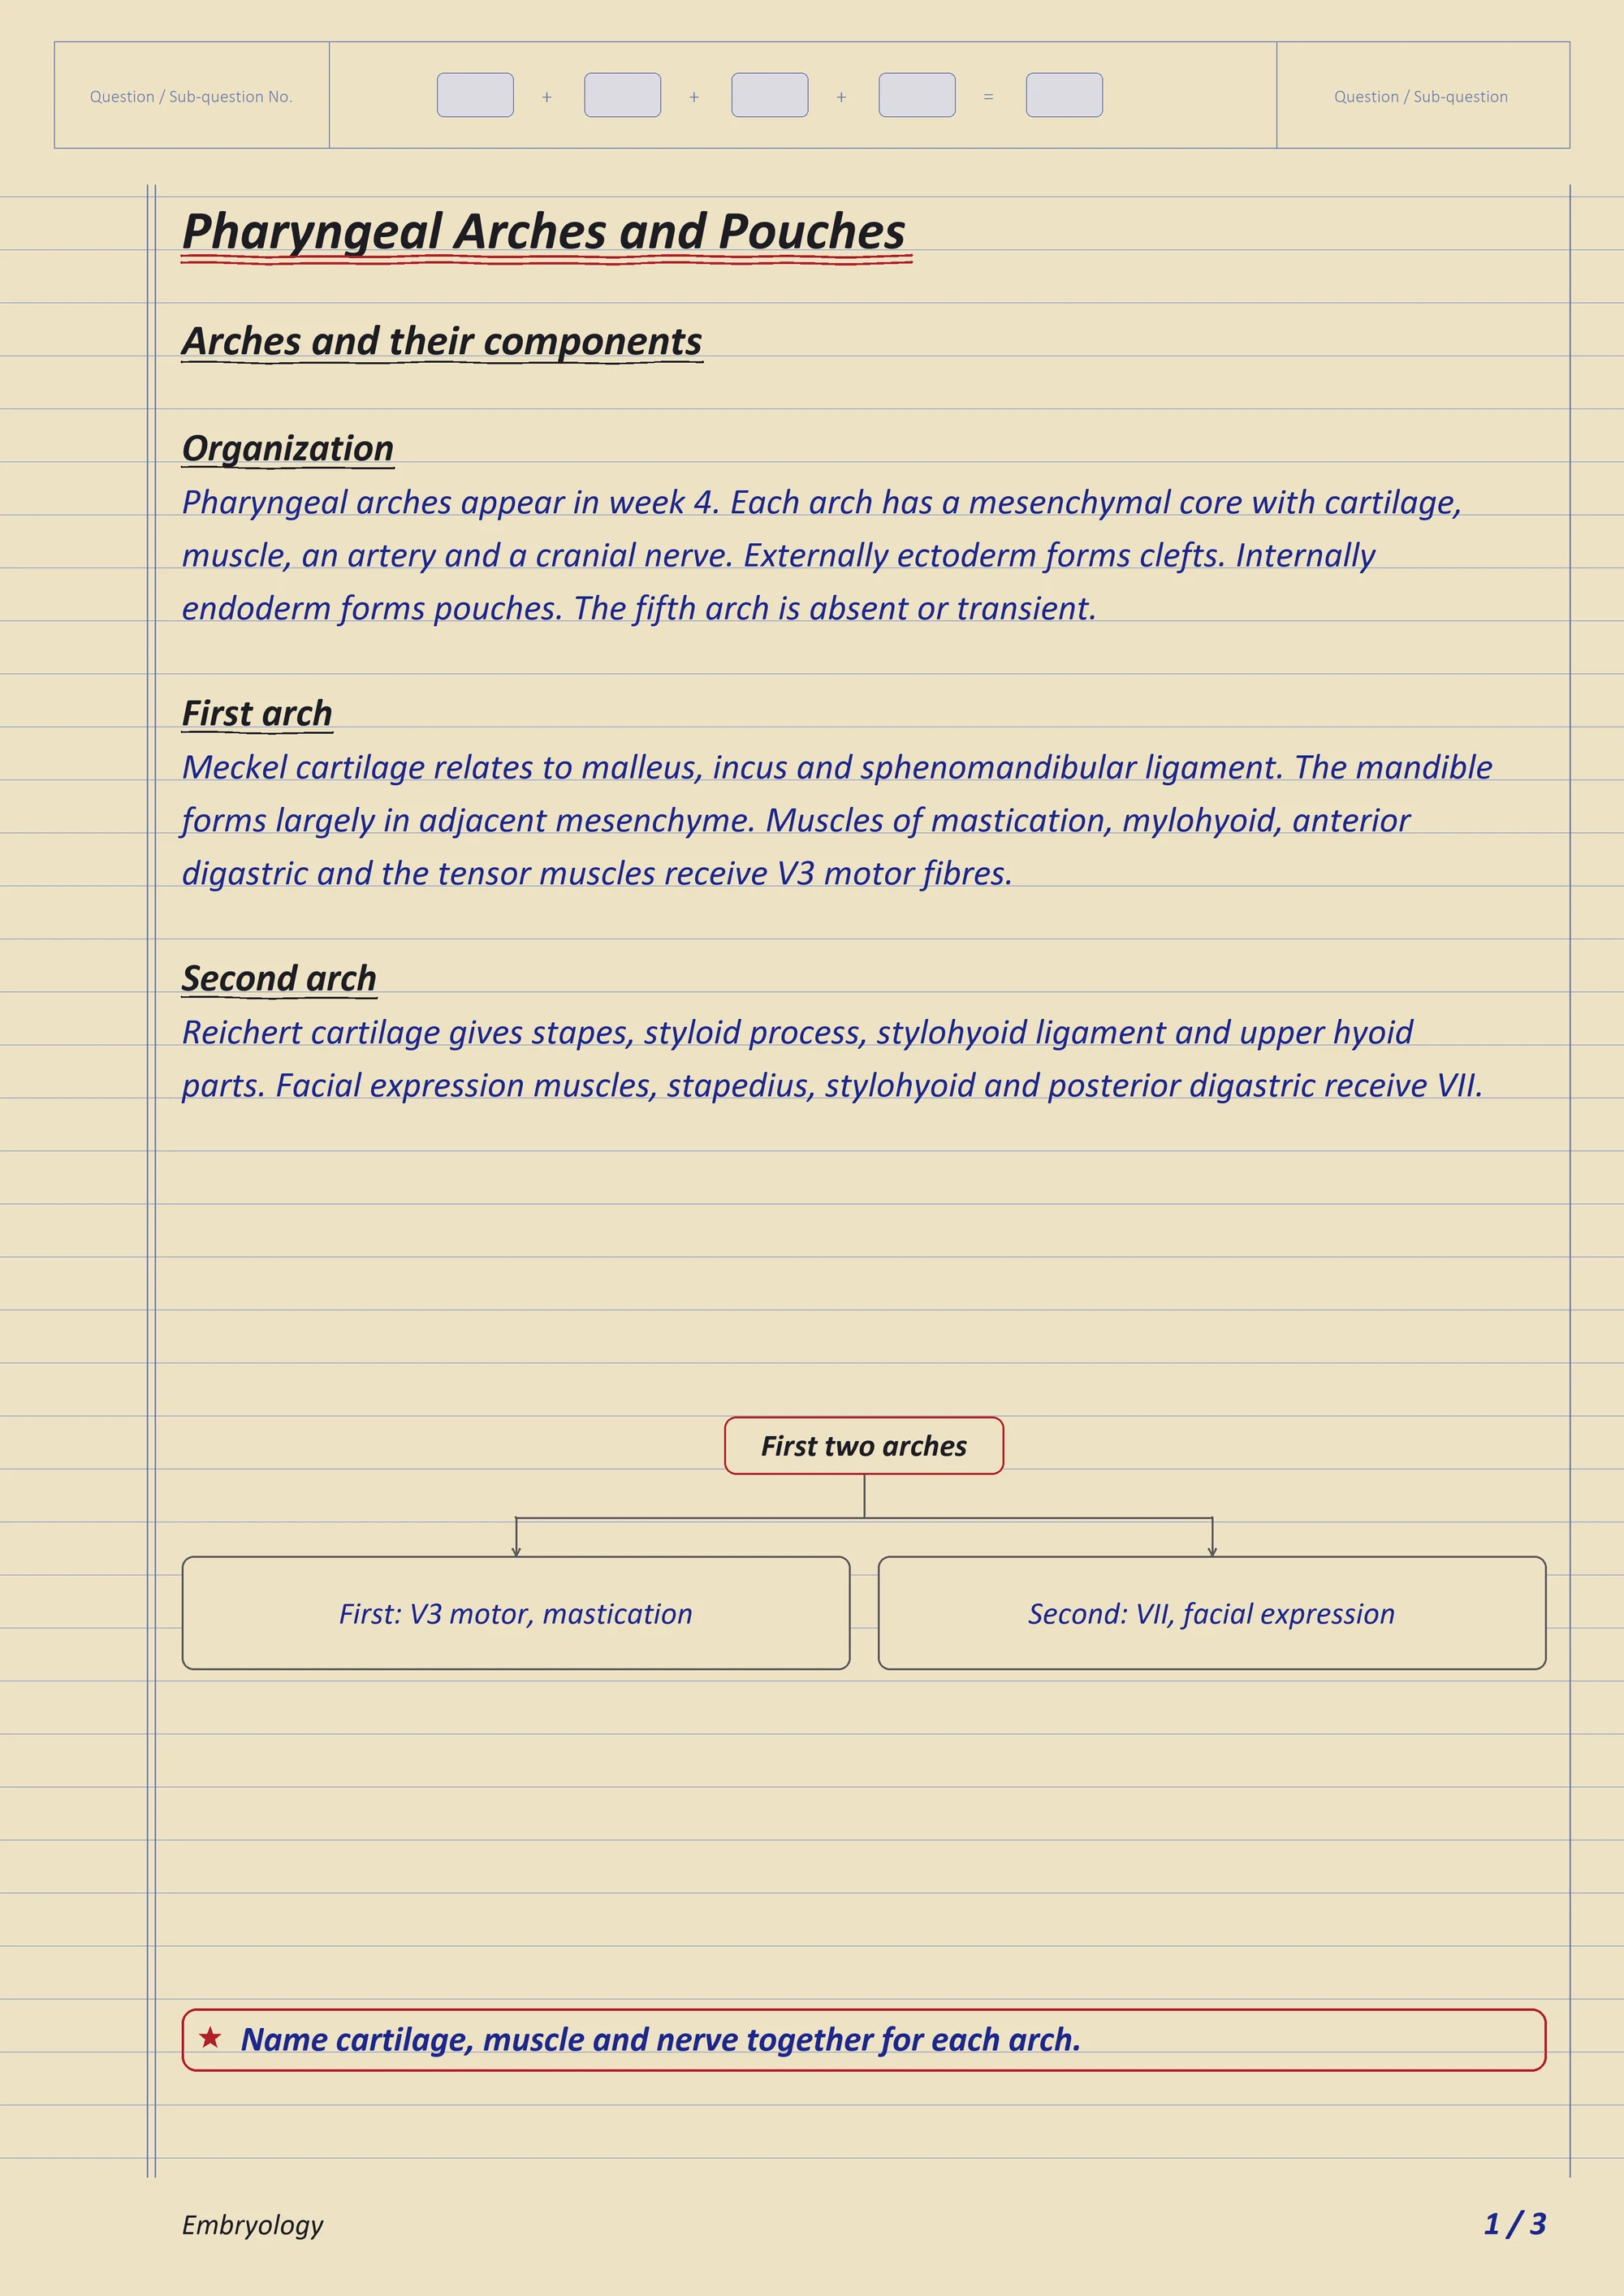 Question / Sub-question No.
+ + + =
Question / Sub-question
Pharyngeal Arches and Pouches
Arches and their components
Organization
Pharyngeal arches appear in week 4. Each arch has a mesenchymal core with cartilage,
muscle, an artery and a cranial nerve. Externally ectoderm forms clefts. Internally
endoderm forms pouches. The fifth arch is absent or transient.
First arch
Meckel cartilage relates to malleus, incus and sphenomandibular ligament. The mandible
forms largely in adjacent mesenchyme. Muscles of mastication, mylohyoid, anterior
digastric and the tensor muscles receive V3 motor fibres.
Second arch
Reichert cartilage gives stapes, styloid process, stylohyoid ligament and upper hyoid
parts. Facial expression muscles, stapedius, stylohyoid and posterior digastric receive VII.
First two arches
First: V3 motor, mastication
Second: VII, facial expression
★ Name cartilage, muscle and nerve together for each arch.
Embryology
1 / 3